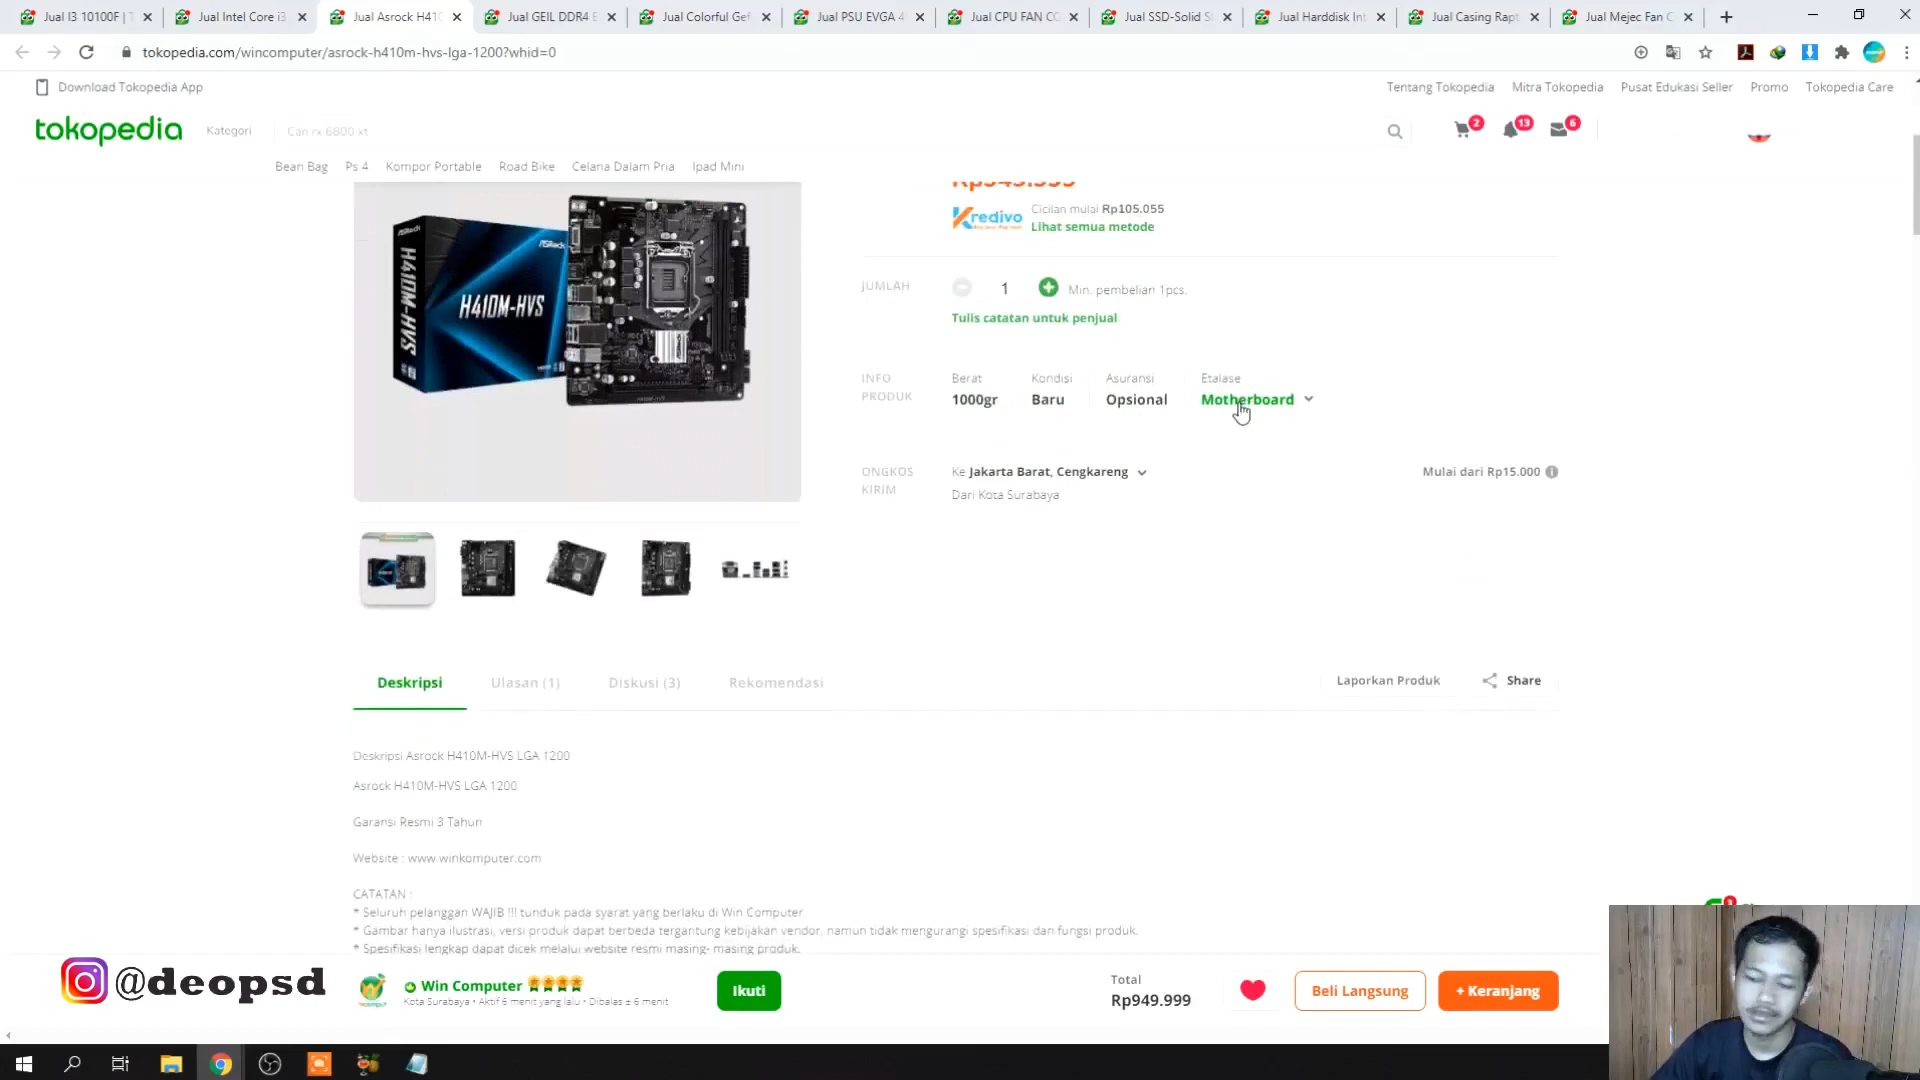 Jual I3 10100F | T
Jual Intel Core i3
Jual Asrock H410
Jual GEIL DDR4 E
Jual Colorful Gef
Jual PSU EVGA 4
Jual CPU FAN CO
Jual SSD-Solid S
Jual Harddisk Int
Jual Casing Rapt
Jual Mejec Fan C
tokopedia.com/wincomputer/asrock-h410m-hvs-lga-1200?whid=0
Download Tokopedia App
Tentang Tokopedia Mitra Tokopedia Pusat Edukasi Seller Promo Tokopedia Care
tokopedia Kategori Cari rx 6800 xt 2 13 6
Bean Bag Ps 4 Kompor Portable Road Bike Celana Dalam Pria Ipad Mini
Rp949.999
kredivo Cicilan mulai Rp105.055
Lihat semua metode
ASRock
H410M-HVS
ASRock
H410M-HVS
JUMLAH 1 Min. pembelian 1pcs.
Tulis catatan untuk penjual
INFO PRODUK
Berat Kondisi Asuransi Etalase
1000gr Baru Opsional Motherboard
ONGKOS KIRIM
Ke Jakarta Barat, Cengkareng Mulai dari Rp15.000
Dari Kota Surabaya
Deskripsi Ulasan (1) Diskusi (3) Rekomendasi Laporkan Produk Share
Deskripsi Asrock H410M-HVS LGA 1200
Asrock H410M-HVS LGA 1200
Garansi Resmi 3 Tahun
Website : www.winkomputer.com
CATATAN :
* Seluruh pelanggan WAJIB !!! tunduk pada syarat yang berlaku di Win Computer.
* Gambar hanya ilustrasi, versi produk dapat berbeda tergantung kebijakan vendor, namun tidak mengurangi spesifikasi dan fungsi produk.
* Spesifikasi lengkap dapat dicek melalui website resmi masing- masing produk.
@deopsd
Win Computer
Kota Surabaya • Aktif 6 menit yang lalu • Dibalas ± 6 menit
Ikuti
Total
Rp949.999
Beli Langsung
+ Keranjang